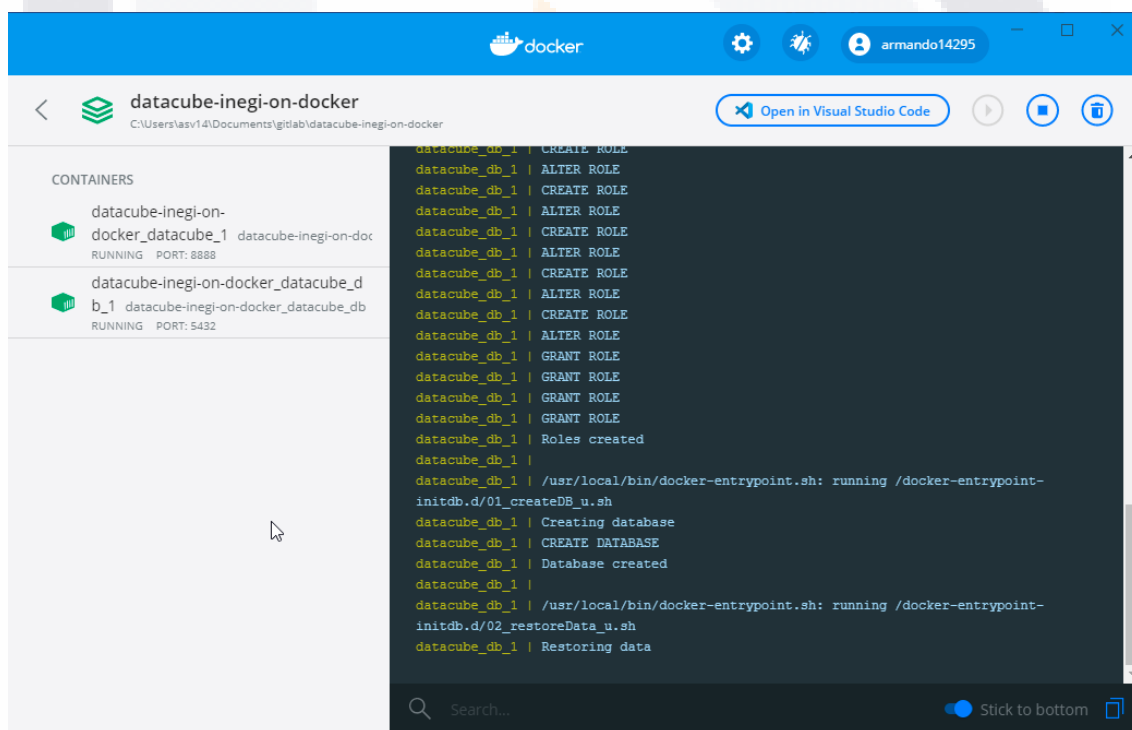 docker
armando14295
datacube-inegi-on-docker
C:\Users\asv14\Documents\gitlab\datacube-inegi-on-docker
Open in Visual Studio Code
CONTAINERS
datacube-inegi-on-
docker_datacube_1 datacube-inegi-on-doc
RUNNING PORT: 8888
datacube-inegi-on-docker_datacube_d
b_1 datacube-inegi-on-docker_datacube_db
RUNNING PORT: 5432
datacube_db_1 | CREATE ROLE
datacube_db_1 | ALTER ROLE
datacube_db_1 | CREATE ROLE
datacube_db_1 | ALTER ROLE
datacube_db_1 | CREATE ROLE
datacube_db_1 | ALTER ROLE
datacube_db_1 | CREATE ROLE
datacube_db_1 | ALTER ROLE
datacube_db_1 | CREATE ROLE
datacube_db_1 | ALTER ROLE
datacube_db_1 | GRANT ROLE
datacube_db_1 | GRANT ROLE
datacube_db_1 | GRANT ROLE
datacube_db_1 | GRANT ROLE
datacube_db_1 | Roles created
datacube_db_1 |
datacube_db_1 | /usr/local/bin/docker-entrypoint.sh: running /docker-entrypoint-
initdb.d/01_createDB_u.sh
datacube_db_1 | Creating database
datacube_db_1 | CREATE DATABASE
datacube_db_1 | Database created
datacube_db_1 |
datacube_db_1 | /usr/local/bin/docker-entrypoint.sh: running /docker-entrypoint-
initdb.d/02_restoreData_u.sh
datacube_db_1 | Restoring data
Search...
Stick to bottom